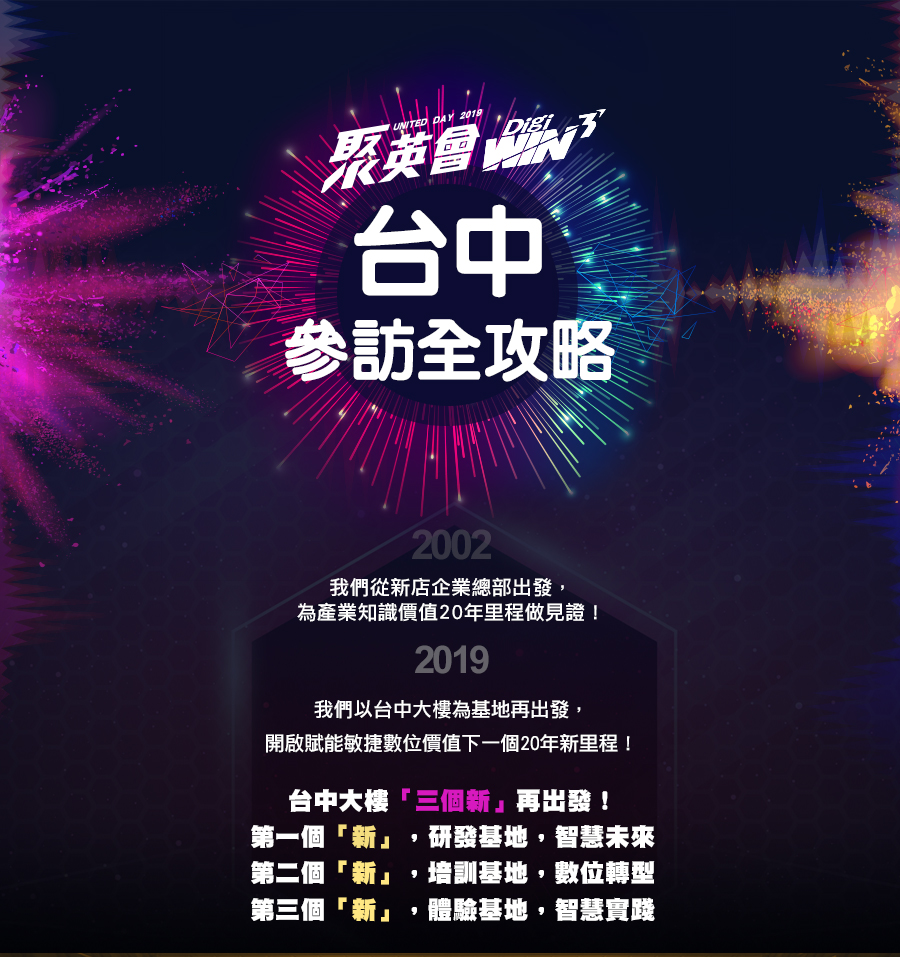 UNITED DAY 2019
聚英會 Digi WIN 3
台中
參訪全攻略
2002
我們從新店企業總部出發，
為產業知識價值20年里程做見證！
2019
我們以台中大樓為基地再出發，
開啟賦能敏捷數位價值下一個20年新里程！
台中大樓「三個新」再出發！
第一個「新」，研發基地，智慧未來
第二個「新」，培訓基地，數位轉型
第三個「新」，體驗基地，智慧實踐